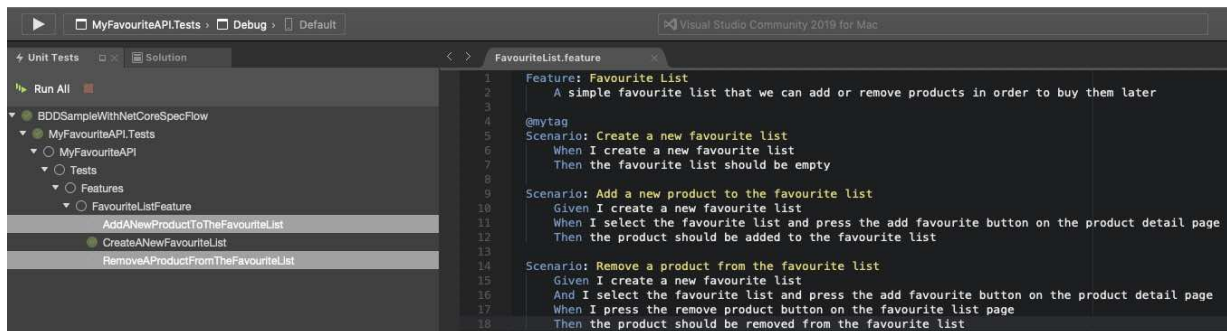 MyFavouriteAPI.Tests › Debug › Default
Visual Studio Community 2019 for Mac
Unit Tests
Solution
Run All
BDDSampleWithNetCoreSpecFlow
MyFavouriteAPI.Tests
MyFavouriteAPI
Tests
Features
FavouriteListFeature
AddANewProductToTheFavouriteList
CreateANewFavouriteList
RemoveAProductFromTheFavouriteList
FavouriteList.feature
1 Feature: Favourite List
2 A simple favourite list that we can add or remove products in order to buy them later
3
4 @mytag
5 Scenario: Create a new favourite list
6 When I create a new favourite list
7 Then the favourite list should be empty
8
9 Scenario: Add a new product to the favourite list
10 Given I create a new favourite list
11 When I select the favourite list and press the add favourite button on the product detail page
12 Then the product should be added to the favourite list
13
14 Scenario: Remove a product from the favourite list
15 Given I create a new favourite list
16 And I select the favourite list and press the add favourite button on the product detail page
17 When I press the remove product button on the favourite list page
18 Then the product should be removed from the favourite list